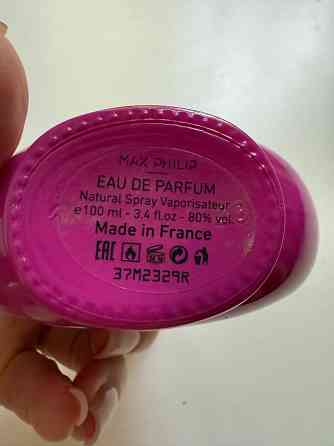 MAX PHILIP
EAU DE PARFUM
Natural Spray Vaporisateur
e100 ml - 3.4 fl.oz - 80% vol.
Made in France
EAC
37M2329R